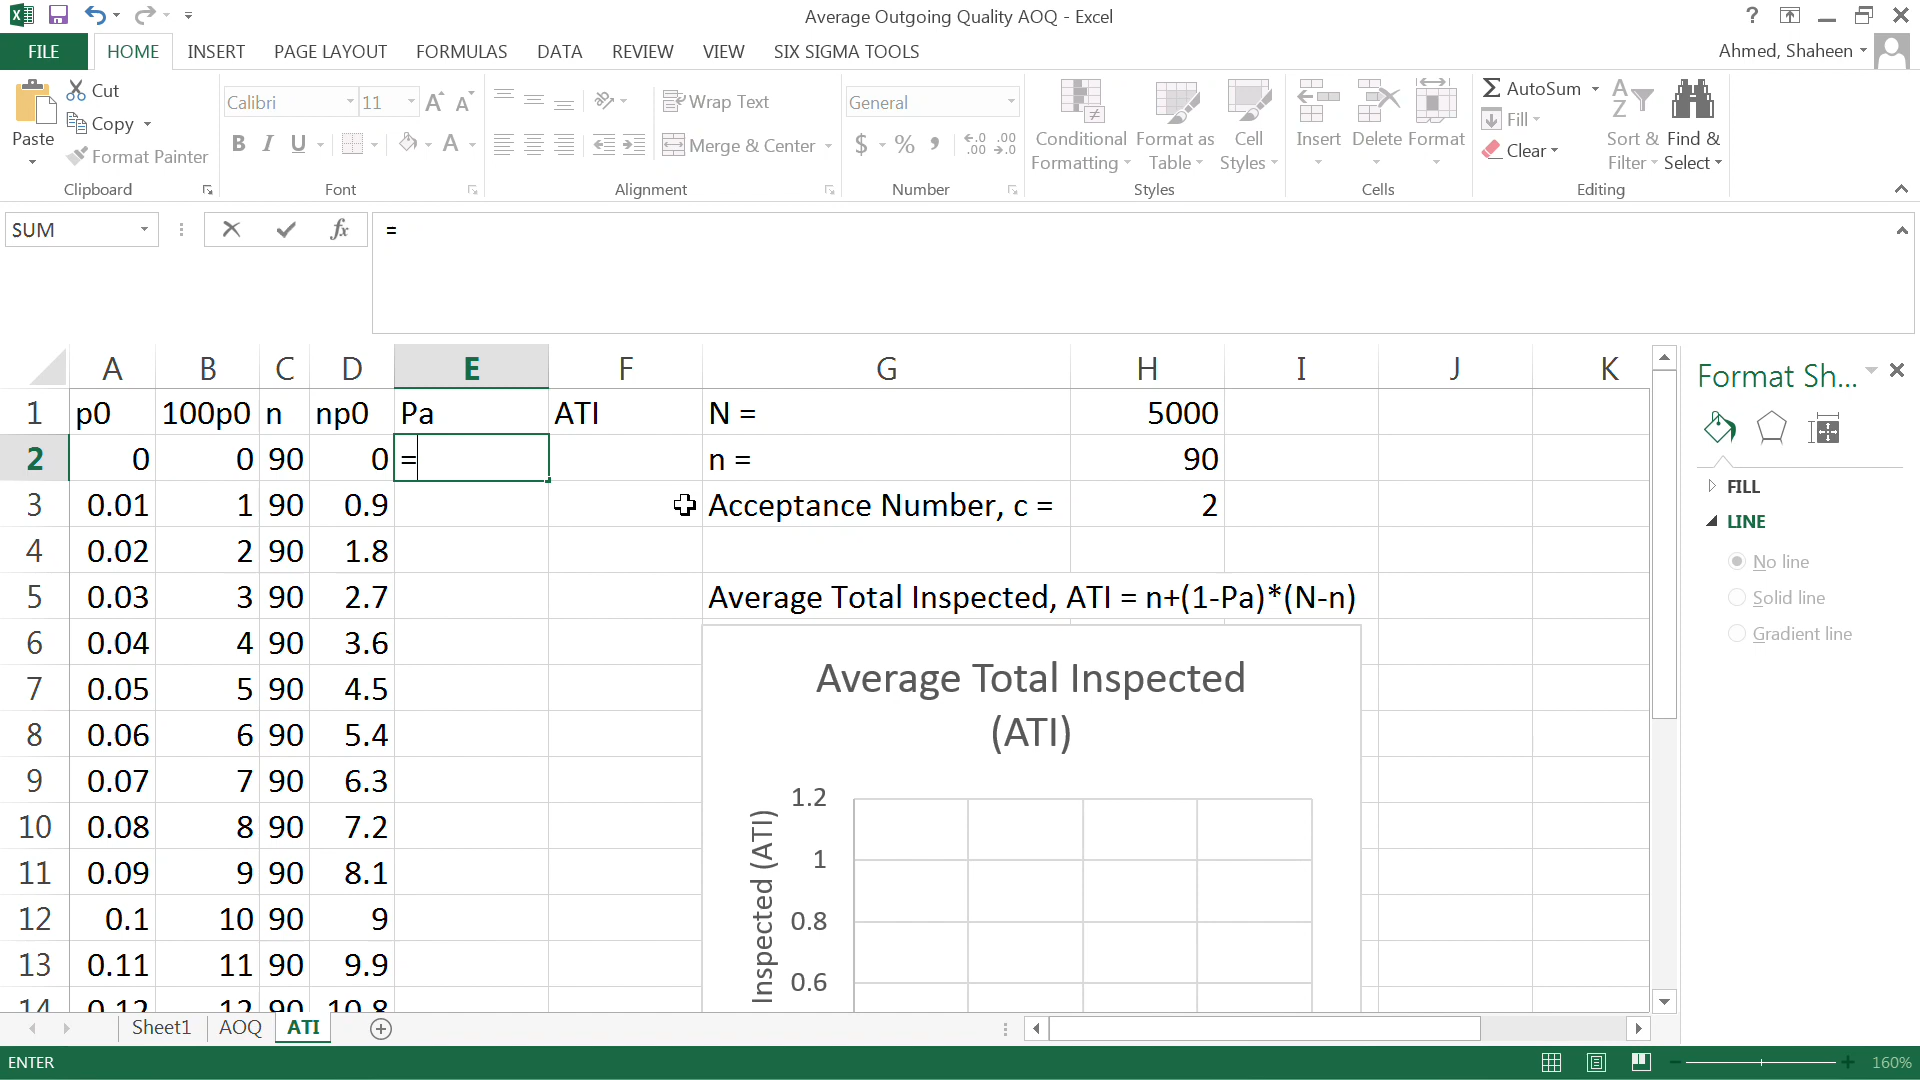 Average Outgoing Quality AOQ - Excel
FILE HOME INSERT PAGE LAYOUT FORMULAS DATA REVIEW VIEW SIX SIGMA TOOLS Ahmed, Shaheen
Paste Cut Copy Format Painter Clipboard
Calibri 11 B I U A Font
Wrap Text Merge & Center Alignment
General $ % , Number
Conditional Formatting Format as Table Cell Styles Styles
Insert Delete Format Cells
AutoSum Fill Clear Sort & Filter Find & Select Editing
SUM fx =
A B C D E F G H I J K
1 p0 100p0 n np0 Pa ATI N = 5000
2 0 0 90 0 = n = 90
3 0.01 1 90 0.9 Acceptance Number, c = 2
4 0.02 2 90 1.8
5 0.03 3 90 2.7 Average Total Inspected, ATI = n+(1-Pa)*(N-n)
6 0.04 4 90 3.6
7 0.05 5 90 4.5
8 0.06 6 90 5.4
9 0.07 7 90 6.3
10 0.08 8 90 7.2
11 0.09 9 90 8.1
12 0.1 10 90 9
13 0.11 11 90 9.9
14 0.12 12 90 10.8
Average Total Inspected
(ATI)
Inspected (ATI)
1.2
1
0.8
0.6
Format Sh...
FILL
LINE
No line
Solid line
Gradient line
Sheet1 AOQ ATI
ENTER 160%